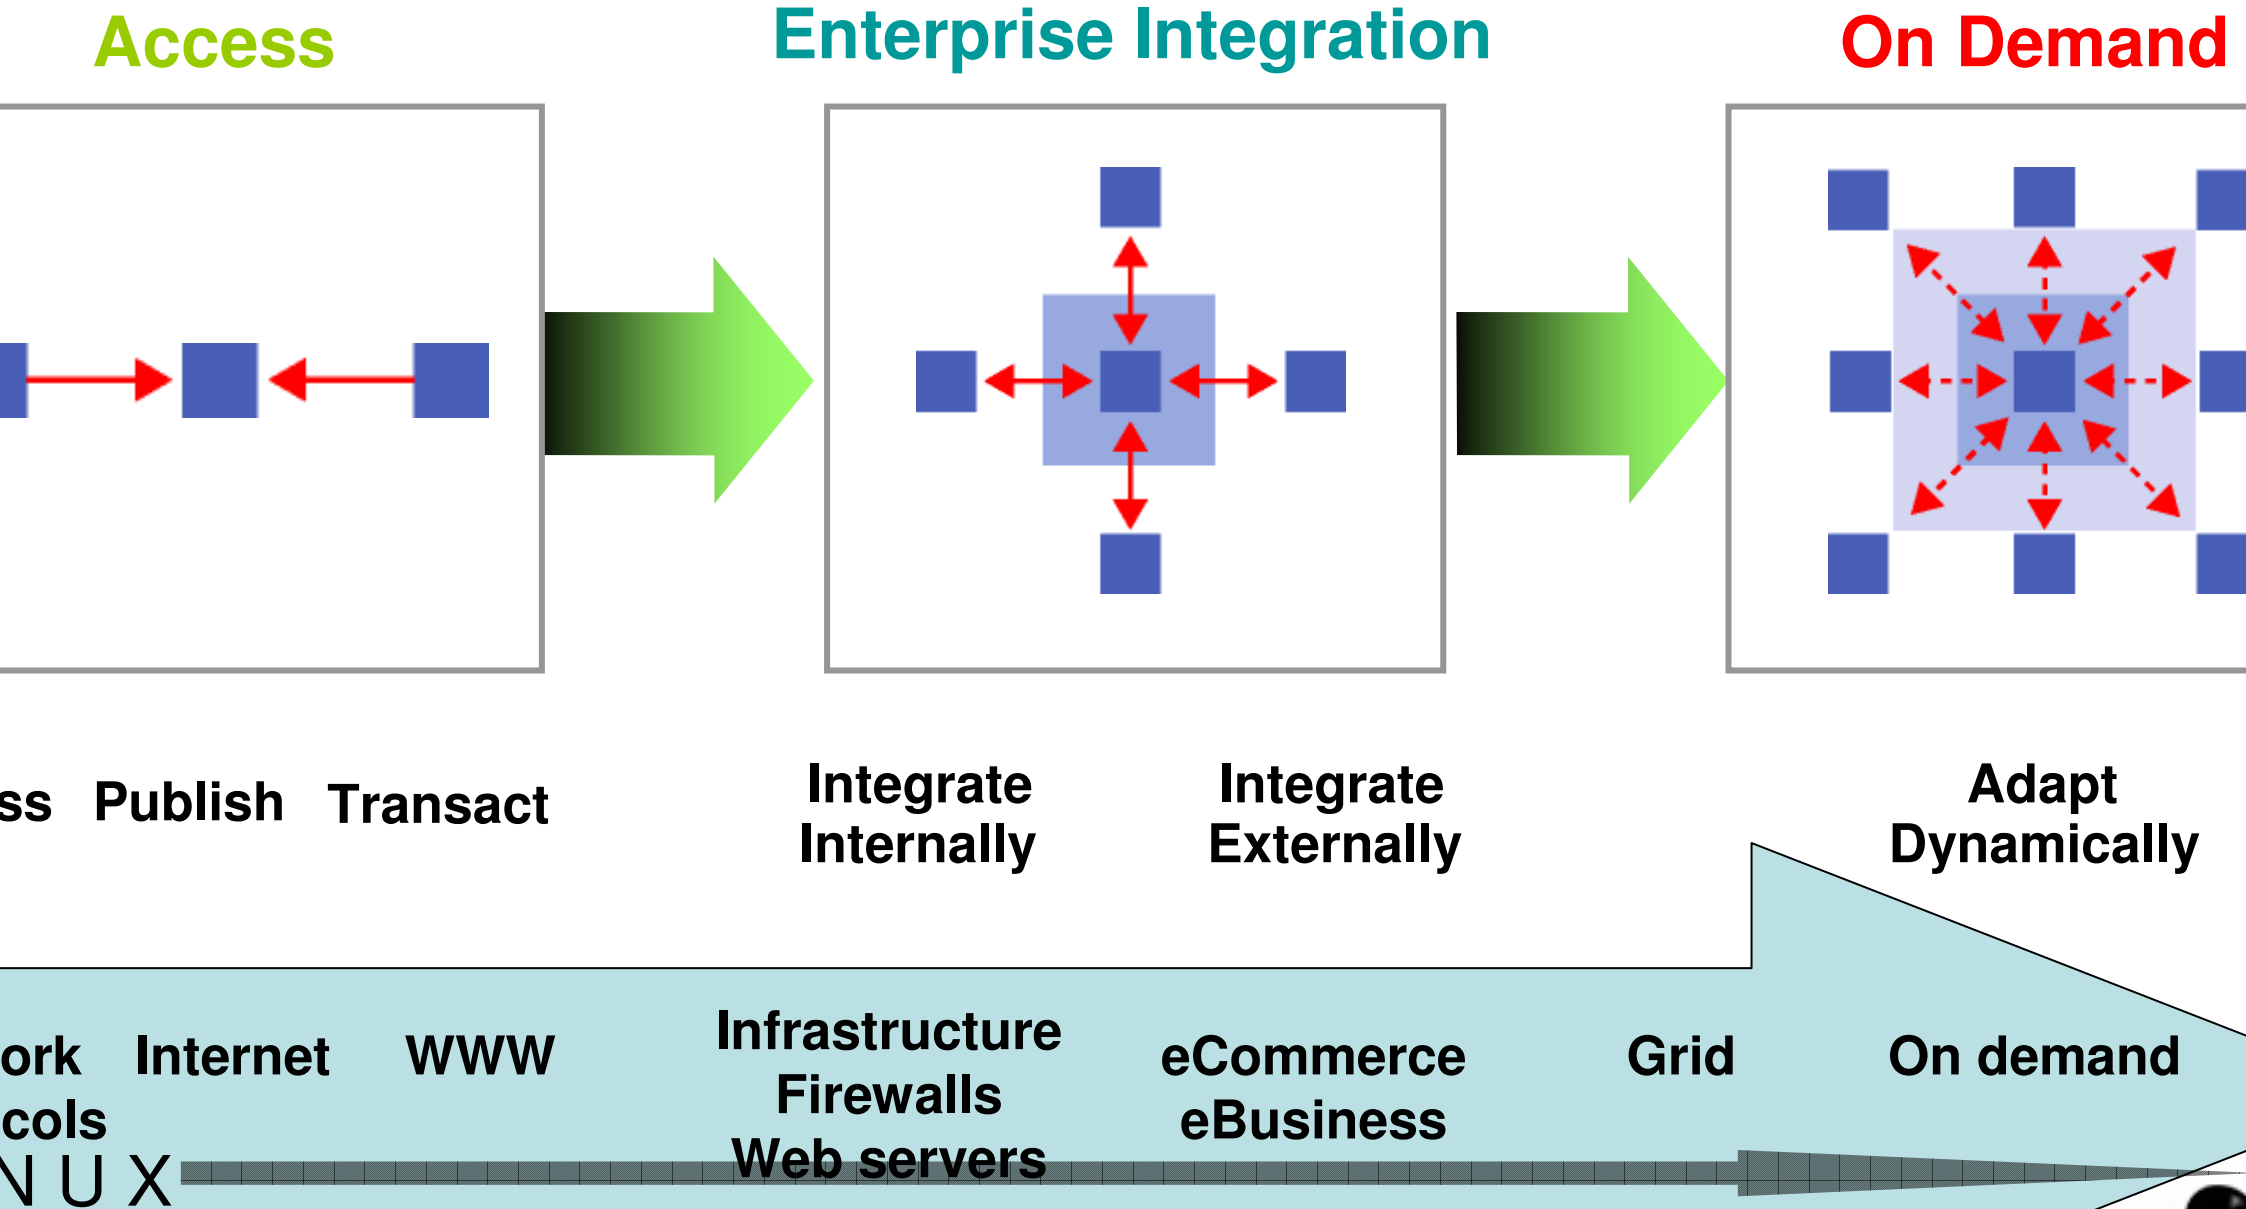 Access
Enterprise Integration
On Demand
ss Publish Transact
Integrate
Internally
Integrate
Externally
Adapt
Dynamically
ork
cols
Internet
WWW
Infrastructure
Firewalls
Web servers
eCommerce
eBusiness
Grid
On demand
N U X